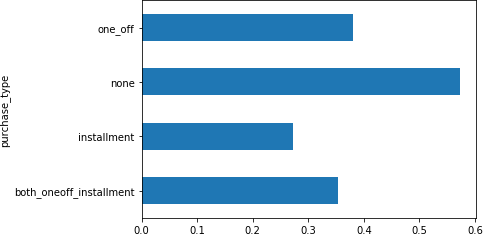 one_off
none
installment
both_oneoff_installment
purchase_type
0.0 0.1 0.2 0.3 0.4 0.5 0.6